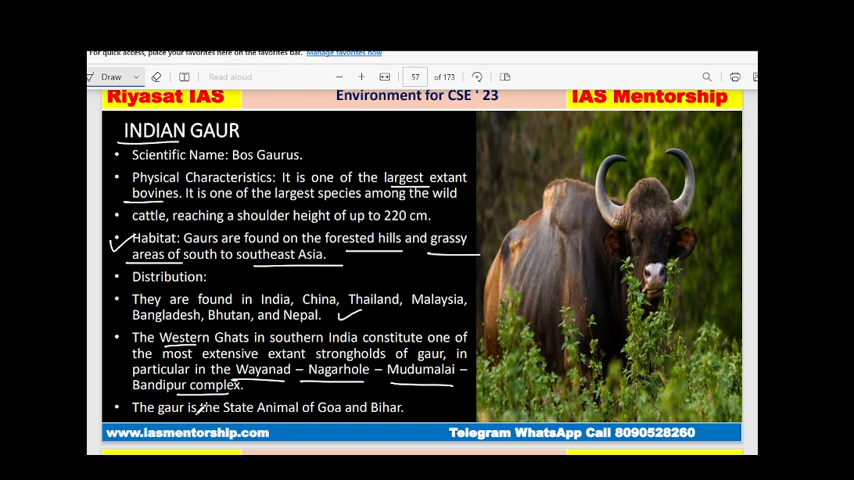 For quick access, place your favorites here on the favorites bar. Manage favorites now
Draw
Read aloud
57 of 173
Riyasat IAS
Environment for CSE ' 23
IAS Mentorship
INDIAN GAUR
• Scientific Name: Bos Gaurus.
• Physical Characteristics: It is one of the largest extant
bovines. It is one of the largest species among the wild
• cattle, reaching a shoulder height of up to 220 cm.
• Habitat: Gaurs are found on the forested hills and grassy
areas of south to southeast Asia.
• Distribution:
• They are found in India, China, Thailand, Malaysia,
Bangladesh, Bhutan, and Nepal.
• The Western Ghats in southern India constitute one of
the most extensive extant strongholds of gaur, in
particular in the Wayanad – Nagarhole – Mudumalai –
Bandipur complex.
• The gaur is the State Animal of Goa and Bihar.
www.iasmentorship.com
Telegram WhatsApp Call 8090528260